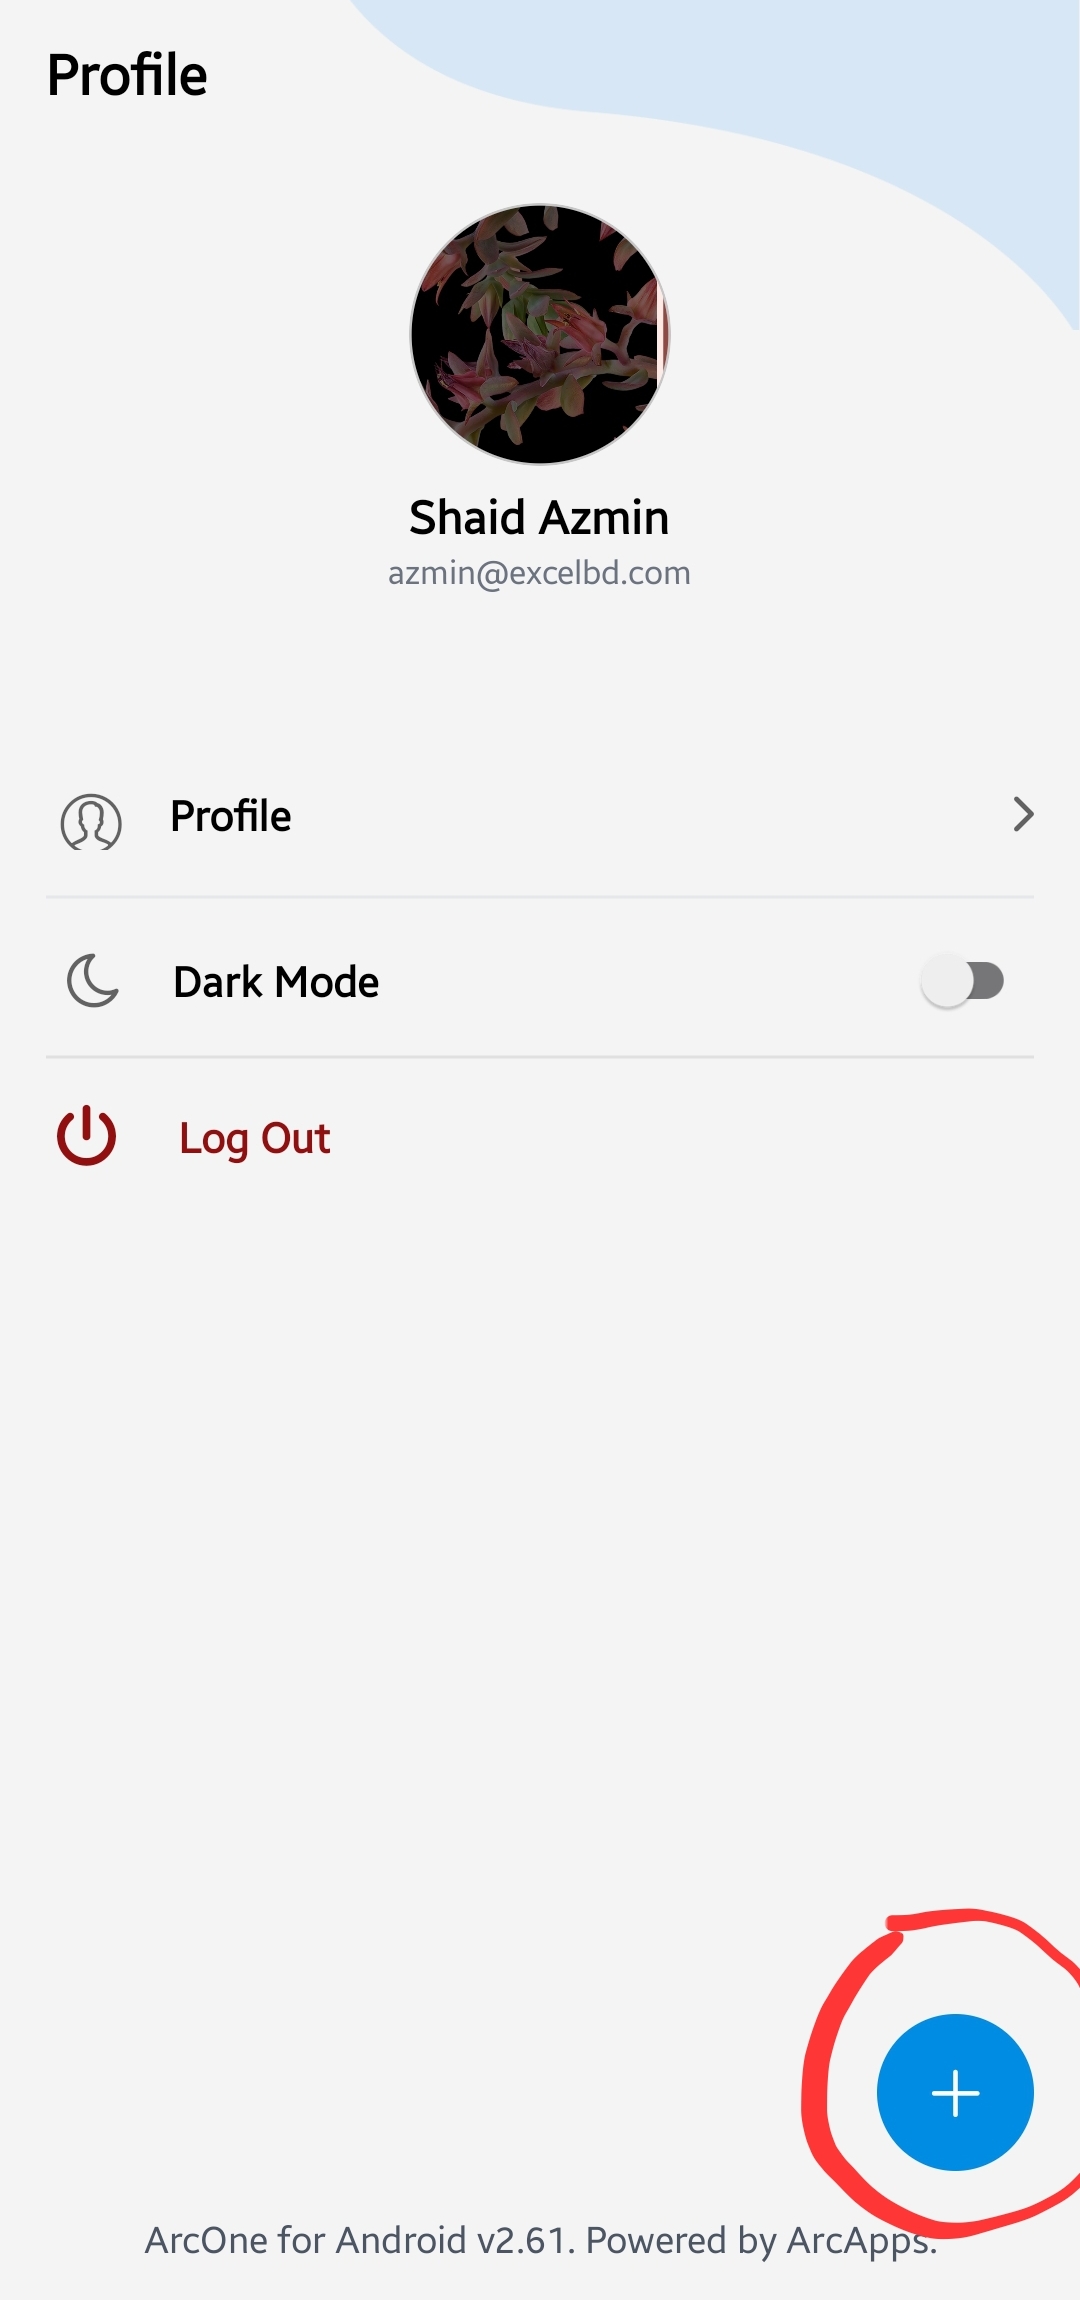 Profile
Shaid Azmin
azmin@excelbd.com
Profile
Dark Mode
Log Out
ArcOne for Android v2.61. Powered by ArcApps.